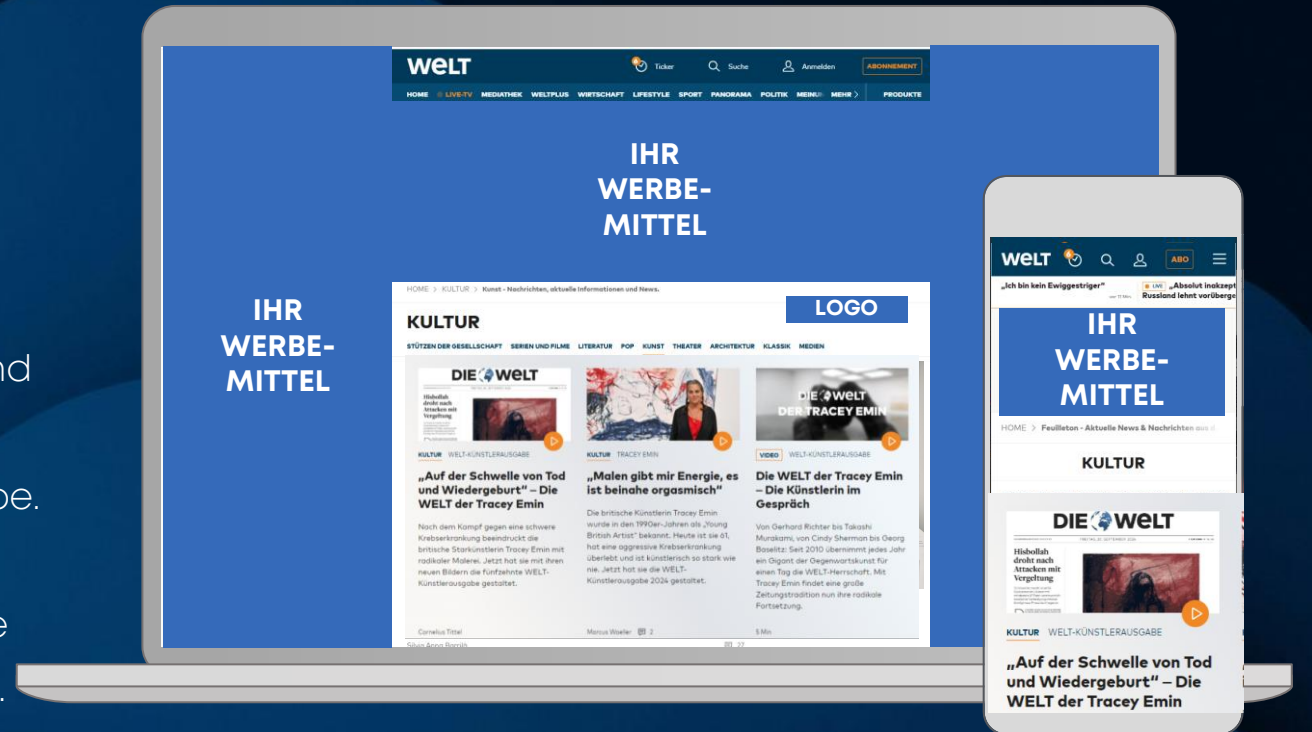 nd
be.
e
.
WELT
Ticker
Suche
Anmelden
ABONNEMENT
HOME LIVE-TV MEDIATHEK WELTPLUS WIRTSCHAFT LIFESTYLE SPORT PANORAMA POLITIK MEINU MEHR > PRODUKTE
IHR
WERBE-
MITTEL
IHR
WERBE-
MITTEL
HOME > KULTUR > Kunst - Nachrichten, aktuelle Informationen und News.
LOGO
KULTUR
STÜTZEN DER GESELLSCHAFT SERIEN UND FILME LITERATUR POP KUNST THEATER ARCHITEKTUR KLASSIK MEDIEN
DIE WELT
Hisbollah
droht nach
Attacken mit
Vergeltung
KULTUR WELT-KÜNSTLERAUSGABE
„Auf der Schwelle von Tod
und Wiedergeburt“ – Die
WELT der Tracey Emin
Nach dem Kampf gegen eine schwere
Krebserkrankung beeindruckt die
britische Starkünstlerin Tracey Emin mit
radikaler Malerei. Jetzt hat sie mit ihren
neuen Bildern die fünfzehnte WELT-
Künstlerausgabe gestaltet.
Cornelius Tittel
KULTUR TRACEY EMIN
„Malen gibt mir Energie, es
ist beinahe orgasmisch“
Die britische Künstlerin Tracey Emin
wurde in den 1990er-Jahren als „Young
British Artist“ bekannt. Heute ist sie 61,
hat eine aggressive Krebserkrankung
überlebt und ist künstlerisch so stark wie
nie. Jetzt hat sie die WELT-
Künstlerausgabe 2024 gestaltet.
Marcus Woeller 2
DIE WELT
DER TRACEY EMIN
VIDEO WELT-KÜNSTLERAUSGABE
Die WELT der Tracey Emin
– Die Künstlerin im
Gespräch
Von Gerhard Richter bis Takashi
Murakami, von Cindy Sherman bis Georg
Baselitz: Seit 2010 übernimmt jedes Jahr
ein Gigant der Gegenwartskunst für
einen Tag die WELT-Herrschaft. Mit
Tracey Emin findet eine große
Zeitungstradition nun ihre radikale
Fortsetzung.
5 Min
27
WELT
ABO
„Ich bin kein Ewiggestriger“
LIVE „Absolut inakzept
Russland lehnt vorüberge
IHR
WERBE-
MITTEL
HOME > Feuilleton - Aktuelle News & Nachrichten aus d
KULTUR
DIE WELT
Hisbollah
droht nach
Attacken mit
Vergeltung
KULTUR WELT-KÜNSTLERAUSGABE
„Auf der Schwelle von Tod
und Wiedergeburt“ – Die
WELT der Tracey Emin